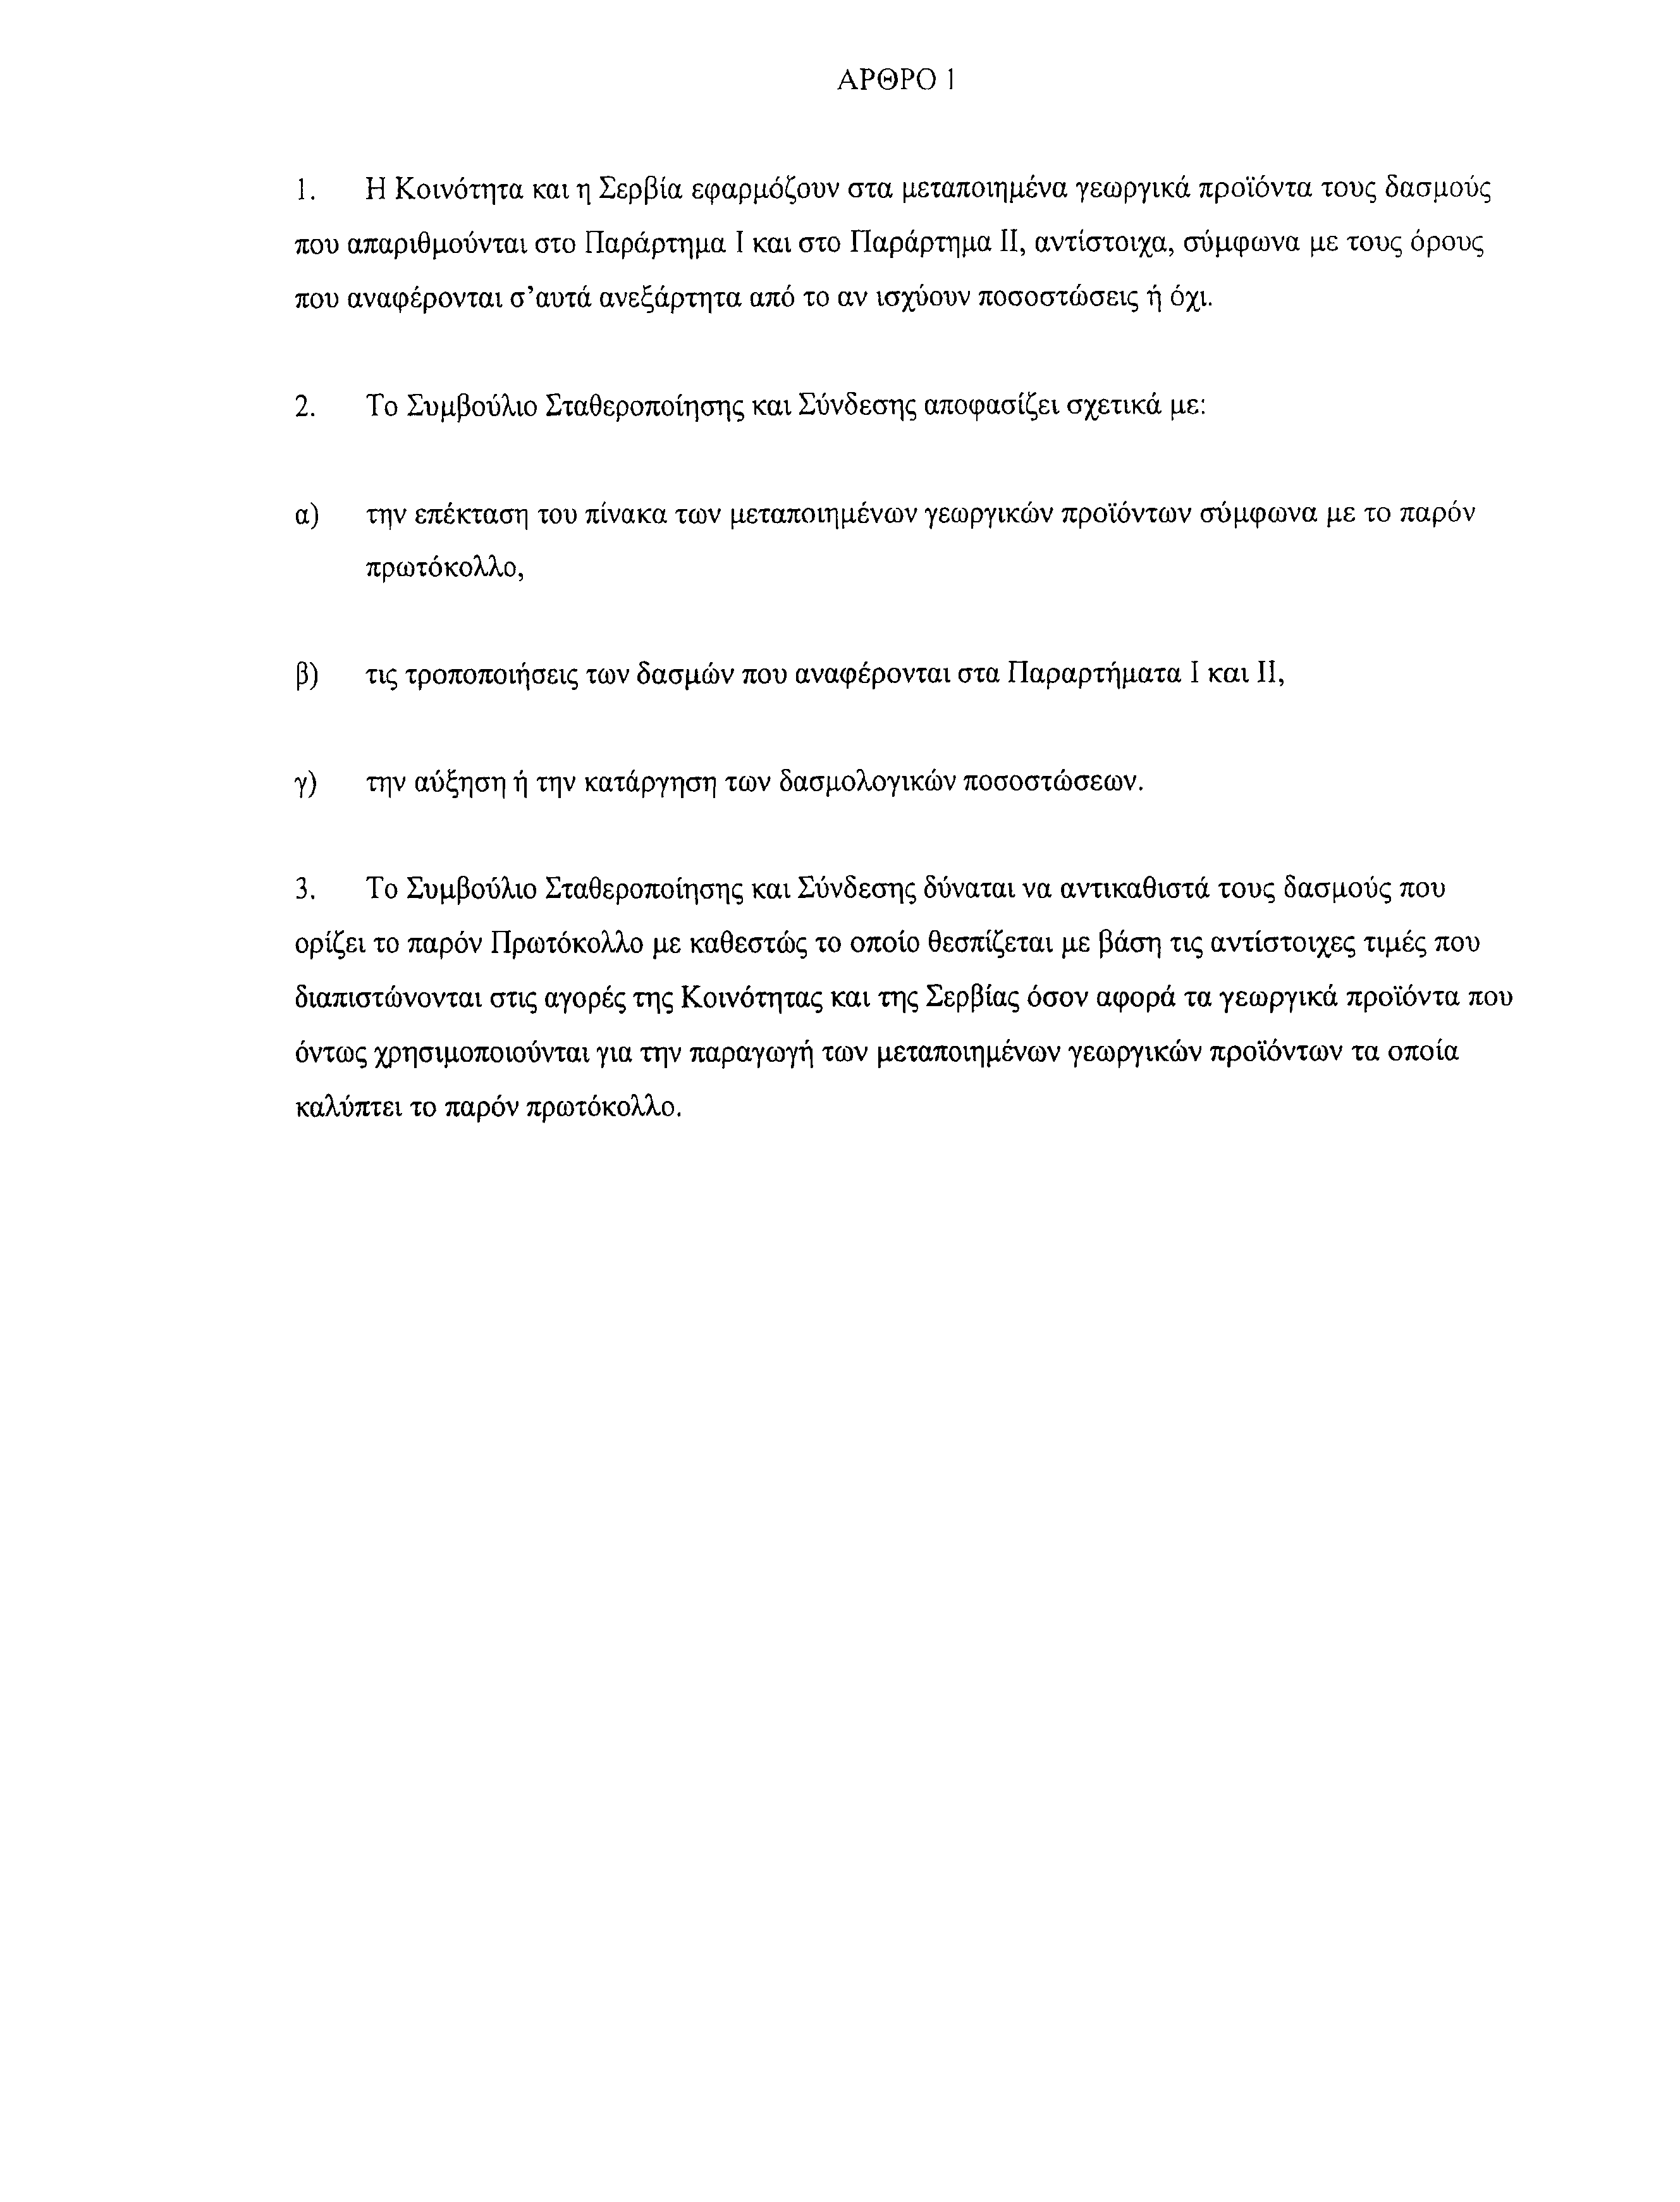 ΑΡΘΡΟ 1
1. Η Κοινότητα και η Σερβία εφαρμόζουν στα μεταποιημένα γεωργικά προϊόντα τους δασμούς
που απαριθμούνται στο Παράρτημα Ι και στο Παράρτημα ΙΙ, αντίστοιχα, σύμφωνα με τους όρους
που αναφέρονται σ’αυτά ανεξάρτητα από το αν ισχύουν ποσοστώσεις ή όχι.
2. Το Συμβούλιο Σταθεροποίησης και Σύνδεσης αποφασίζει σχετικά με:
α) την επέκταση του πίνακα των μεταποιημένων γεωργικών προϊόντων σύμφωνα με το παρόν
πρωτόκολλο,
β) τις τροποποιήσεις των δασμών που αναφέρονται στα Παραρτήματα Ι και ΙΙ,
γ) την αύξηση ή την κατάργηση των δασμολογικών ποσοστώσεων.
3. Το Συμβούλιο Σταθεροποίησης και Σύνδεσης δύναται να αντικαθιστά τους δασμούς που
ορίζει το παρόν Πρωτόκολλο με καθεστώς το οποίο θεσπίζεται με βάση τις αντίστοιχες τιμές που
διαπιστώνονται στις αγορές της Κοινότητας και της Σερβίας όσον αφορά τα γεωργικά προϊόντα που
όντως χρησιμοποιούνται για την παραγωγή των μεταποιημένων γεωργικών προϊόντων τα οποία
καλύπτει το παρόν πρωτόκολλο.